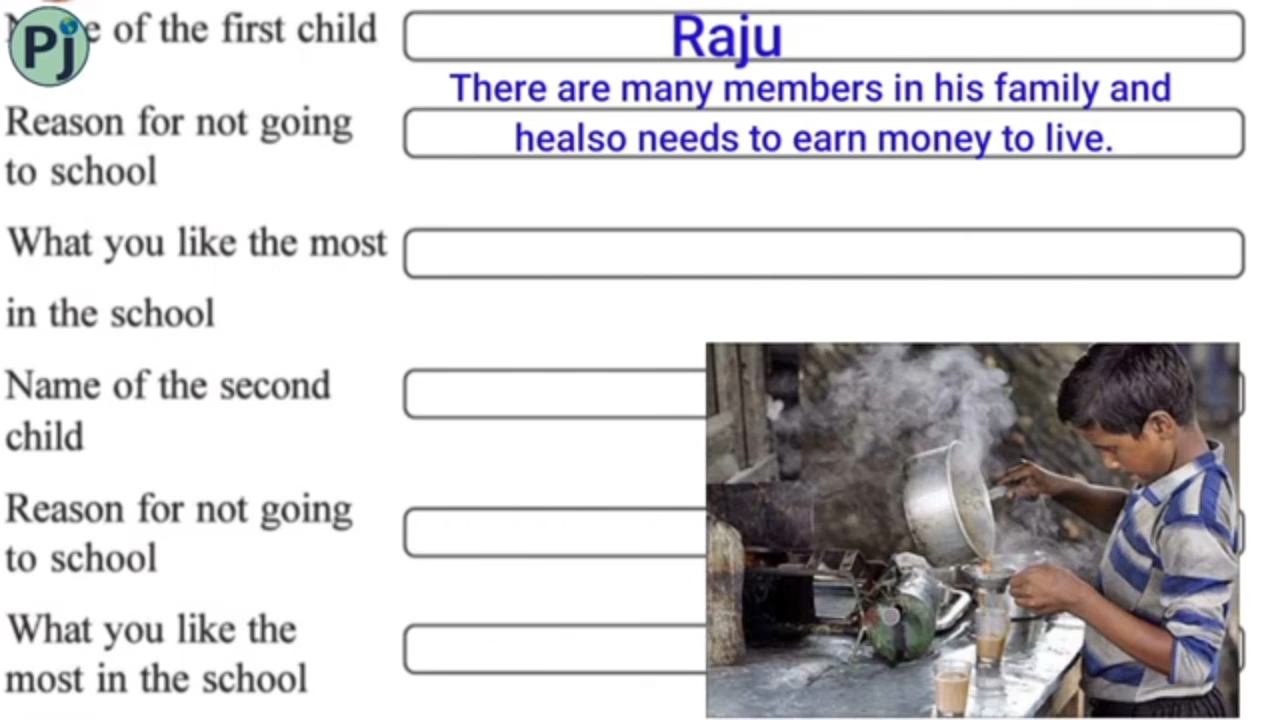 Pj
e of the first child
Raju
There are many members in his family and
Reason for not going
healso needs to earn money to live.
to school
What you like the most
in the school
Name of the second
child
Reason for not going
to school
What you like the
most in the school